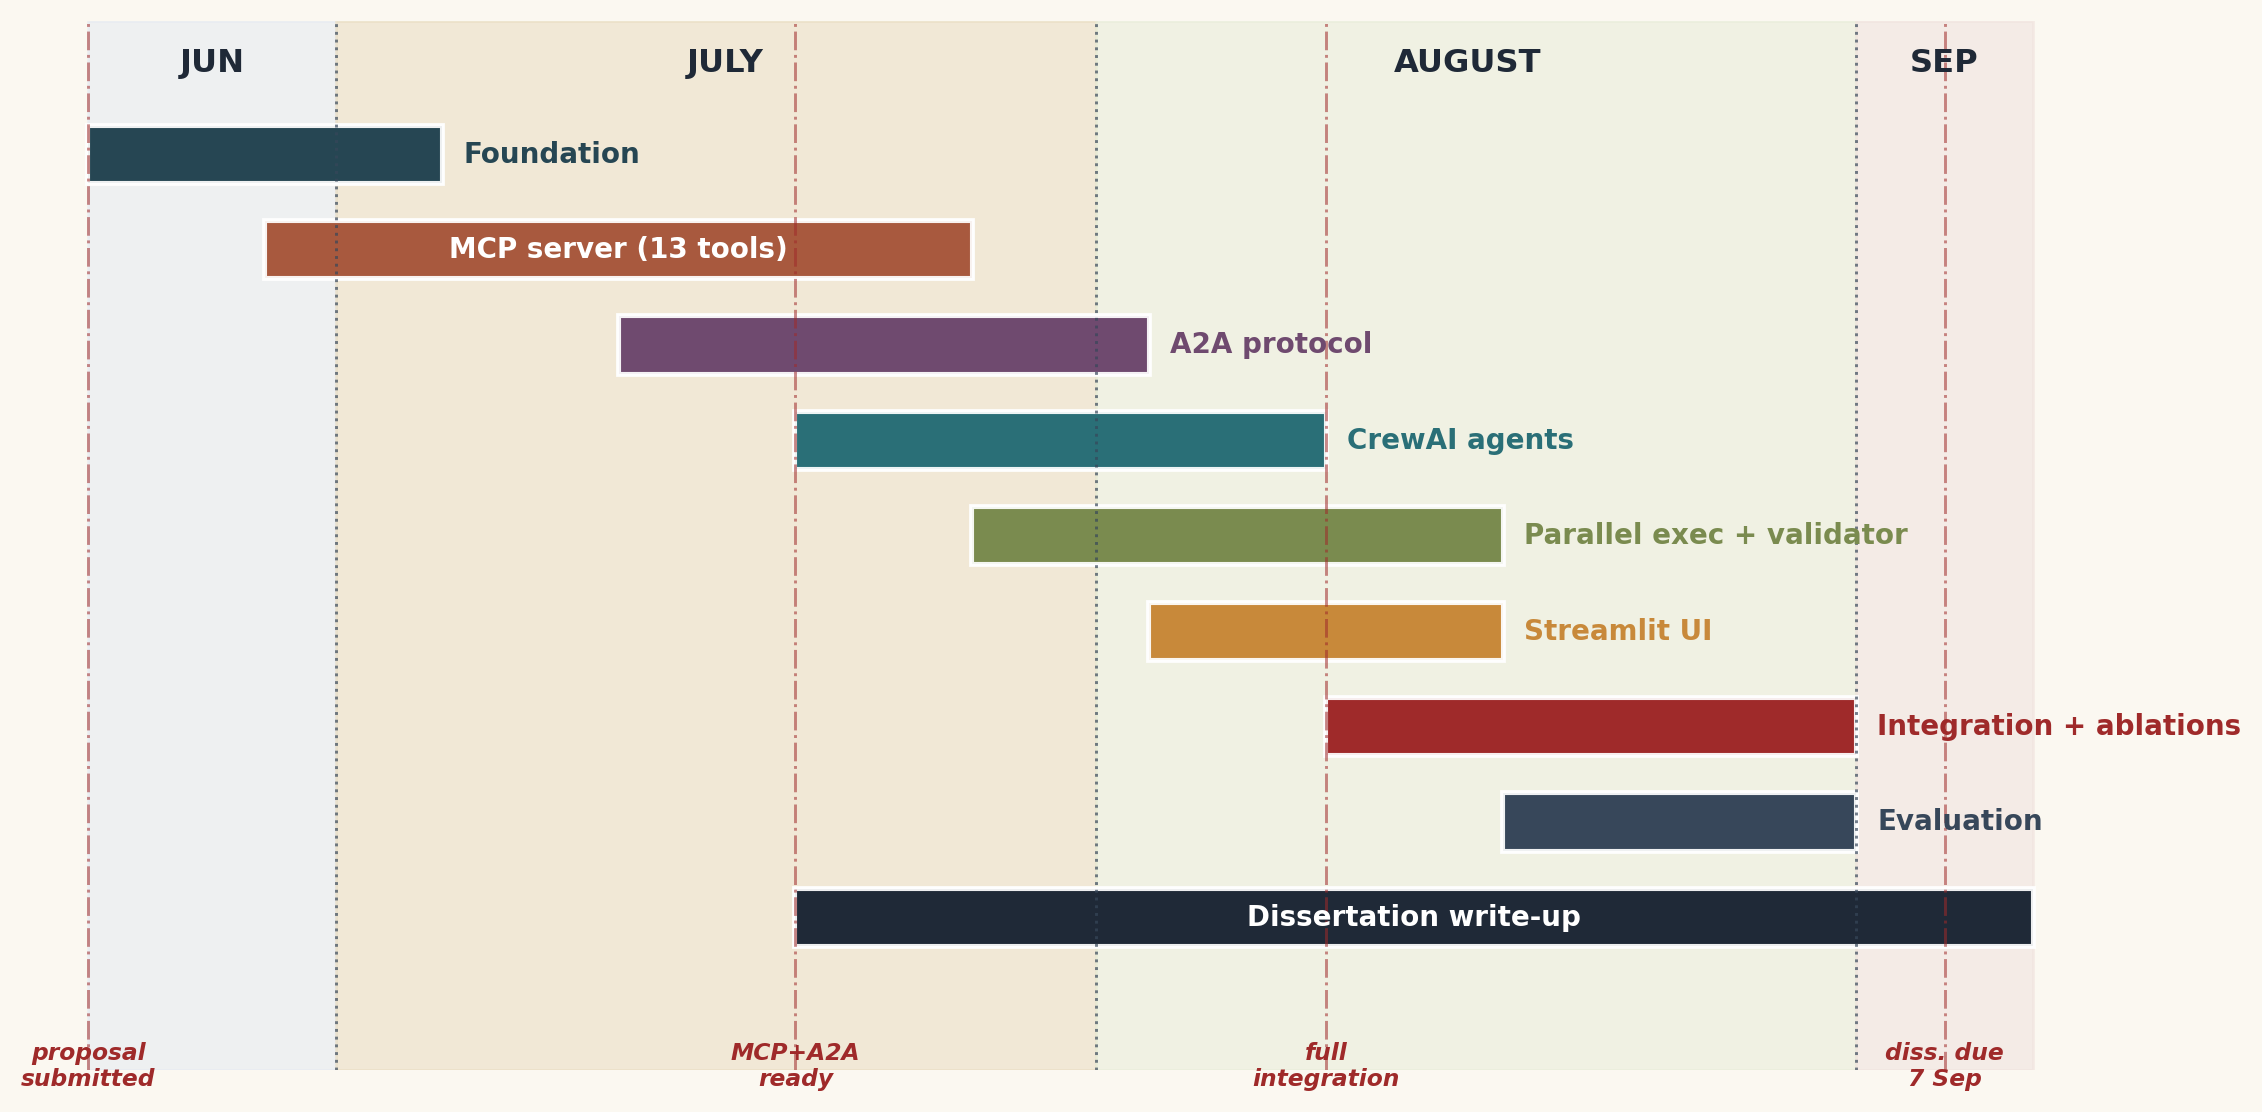 JUN
JULY
AUGUST
SEP
Foundation
MCP server (13 tools)
A2A protocol
CrewAI agents
Parallel exec + validator
Streamlit UI
Integration + ablations
Evaluation
Dissertation write-up
proposal
submitted
MCP+A2A
ready
full
integration
diss. due
7 Sep